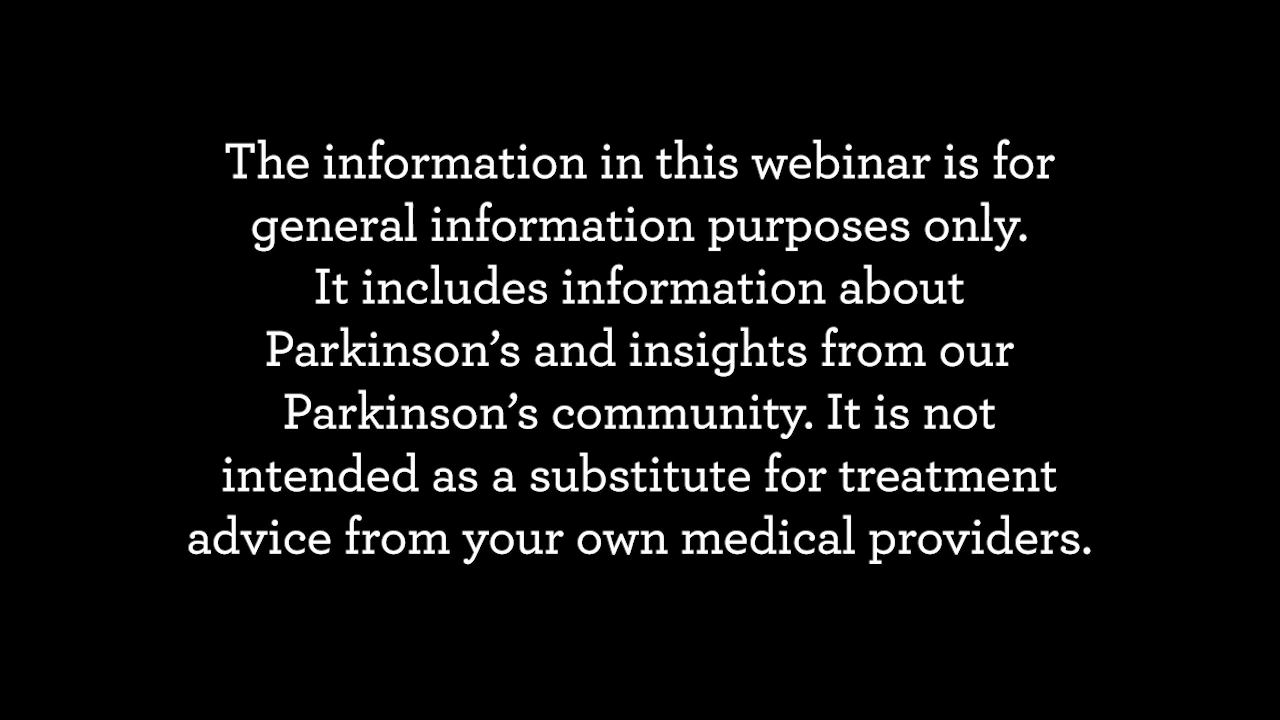 The information in this webinar is for
general information purposes only.
It includes information about
Parkinson’s and insights from our
Parkinson’s community. It is not
intended as a substitute for treatment
advice from your own medical providers.